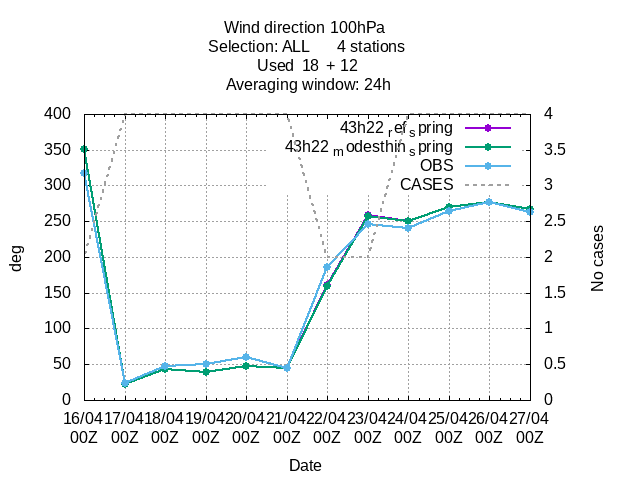 Wind direction 100hPa
Selection: ALL 4 stations
Used 18 + 12
Averaging window: 24h
400 4
43h22 ref spring
350 3.5
43h22 modesthin spring
OBS
300 3
CASES
250 2.5
200 2
150 1.5
100 1
50 0.5
0 0
deg
No cases
16/04 17/04 18/04 19/04 20/04 21/04 22/04 23/04 24/04 25/04 26/04 27/04
00Z 00Z 00Z 00Z 00Z 00Z 00Z 00Z 00Z 00Z 00Z 00Z
Date